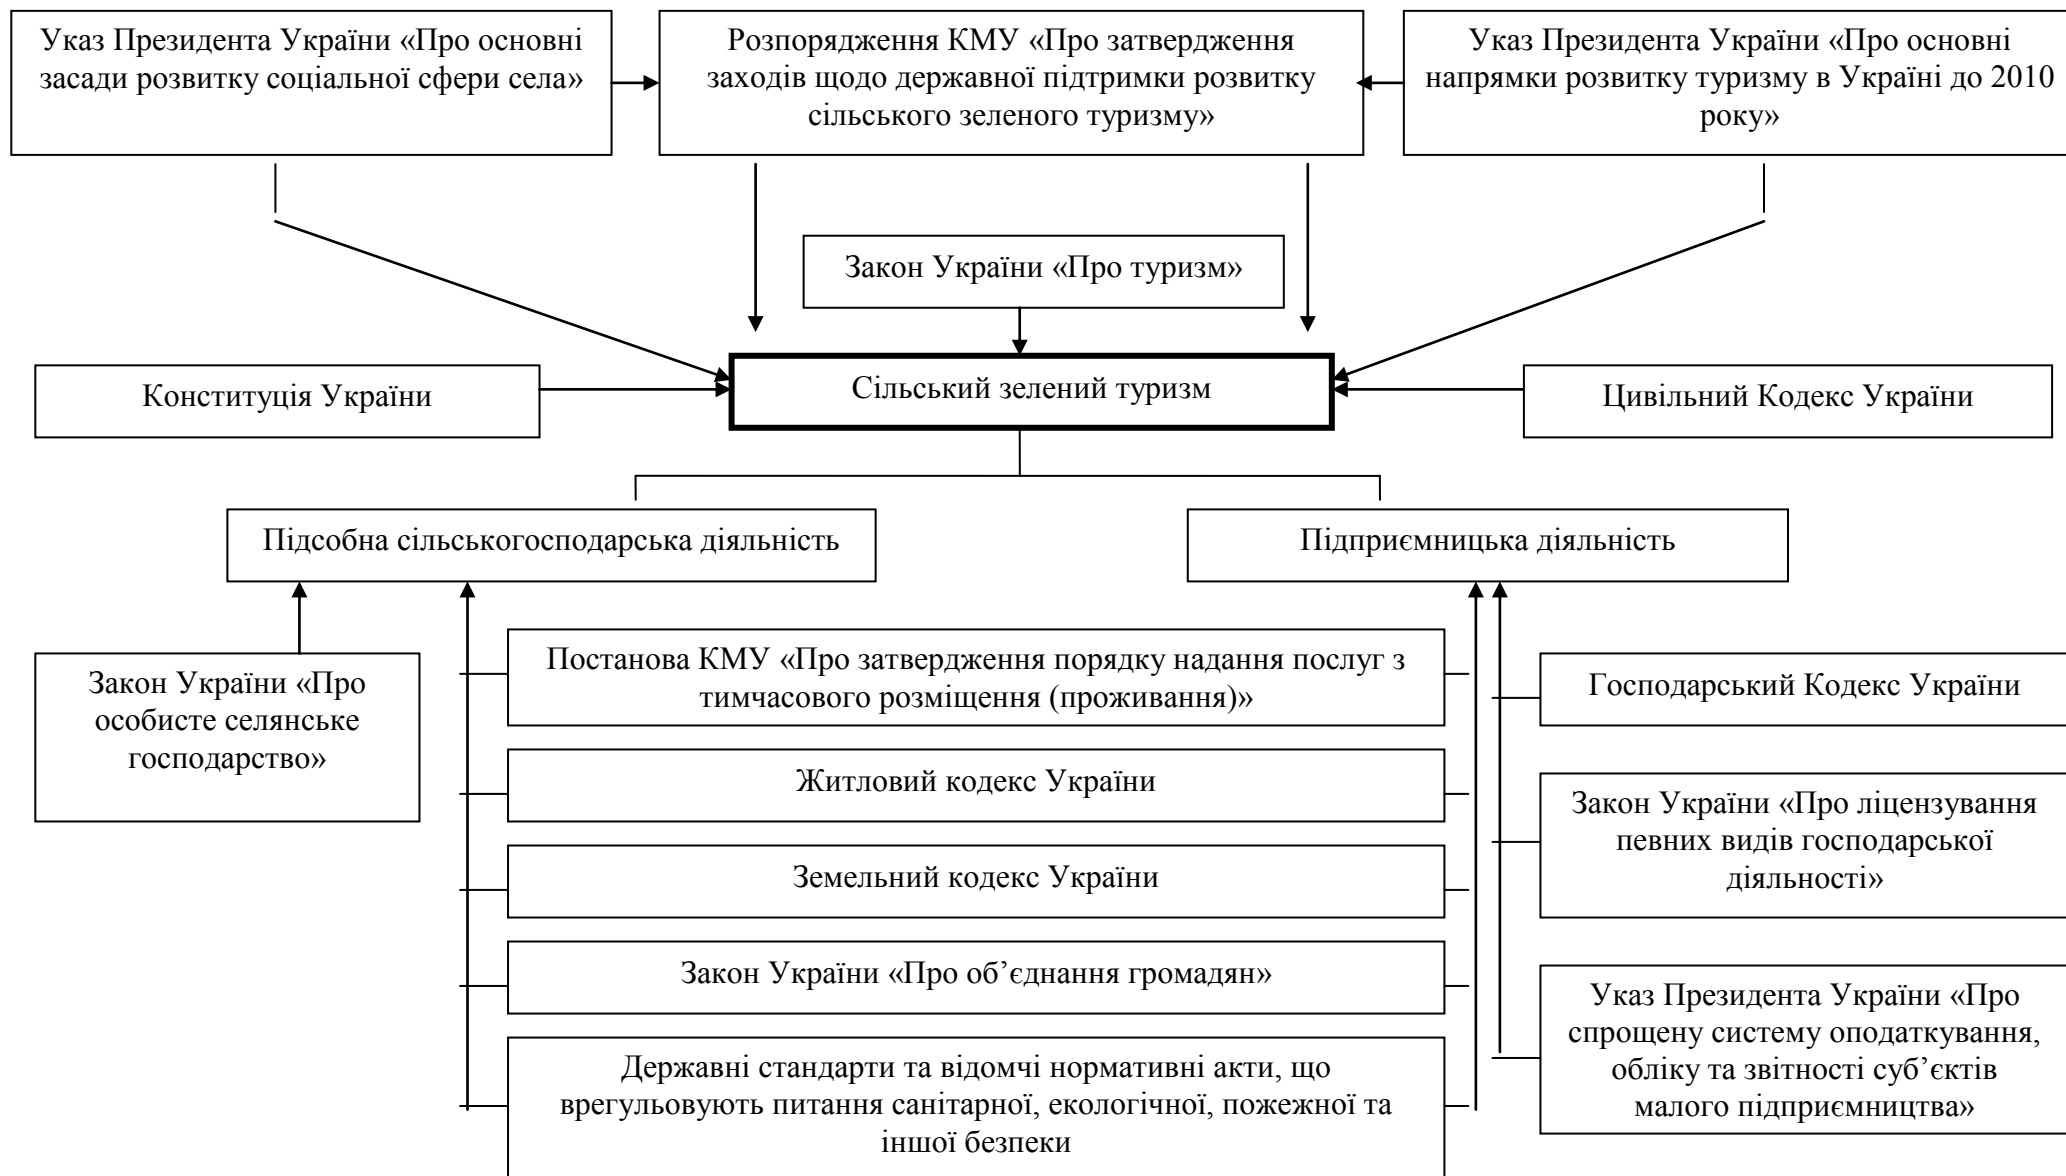 Указ Президента України «Про основні
засади розвитку соціальної сфери села»
Розпорядження КМУ «Про затвердження
заходів щодо державної підтримки розвитку
сільського зеленого туризму»
Указ Президента України «Про основні
напрямки розвитку туризму в Україні до 2010
року»
Закон України «Про туризм»
Конституція України
Сільський зелений туризм
Цивільний Кодекс України
Підсобна сільськогосподарська діяльність
Підприємницька діяльність
Закон України «Про
особисте селянське
господарство»
Постанова КМУ «Про затвердження порядку надання послуг з
тимчасового розміщення (проживання)»
Житловий кодекс України
Земельний кодекс України
Закон України «Про об’єднання громадян»
Державні стандарти та відомчі нормативні акти, що
врегульовують питання санітарної, екологічної, пожежної та
іншої безпеки
Господарський Кодекс України
Закон України «Про ліцензування
певних видів господарської
діяльності»
Указ Президента України «Про
спрощену систему оподаткування,
обліку та звітності суб’єктів
малого підприємництва»